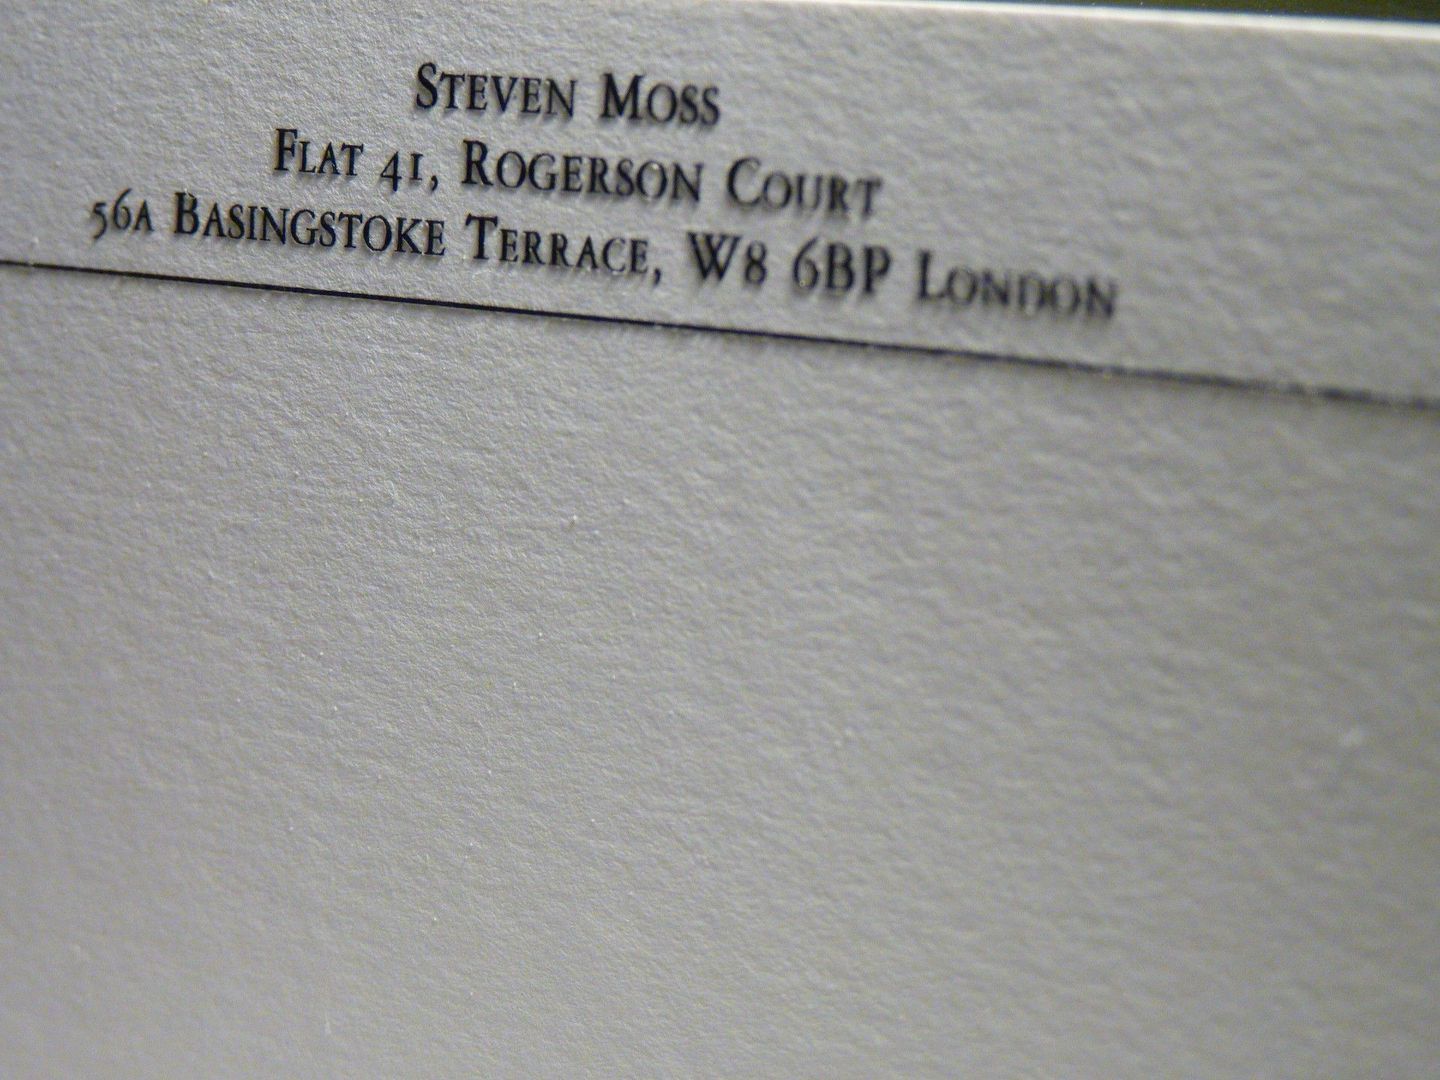 Steven Moss
Flat 41, Rogerson Court
56a Basingstoke Terrace, W8 6BP London